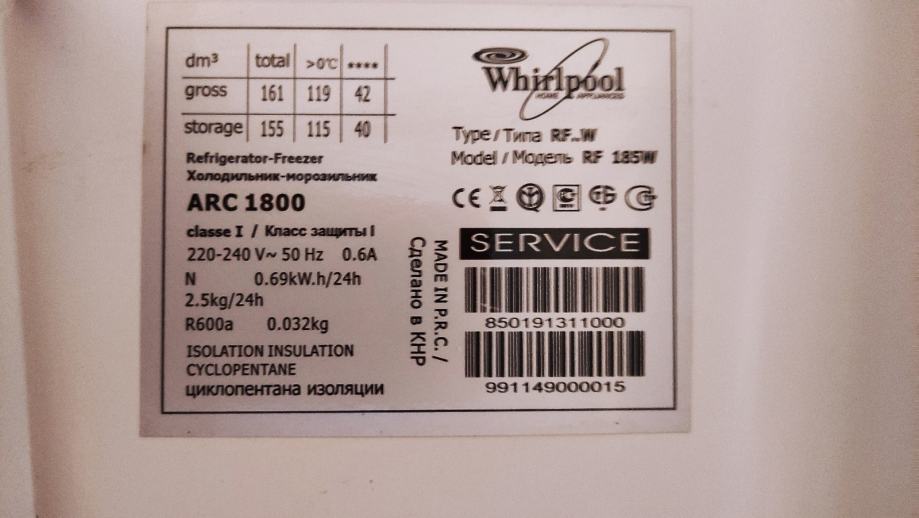 dm³ total >0°C ****
gross 161 119 42
storage 155 115 40
Refrigerator-Freezer
Холодильник-морозильник
ARC 1800
classe I / Класс защиты I
220-240 V~ 50 Hz 0.6A
N 0.69kW.h/24h
2.5kg/24h
R600a 0.032kg
ISOLATION INSULATION
CYCLOPENTANE
циклопентана изоляции
MADE IN P.R.C. /
Сделано в КНР
Whirlpool
HOME APPLIANCES
Type / Типа RF..W
Model / Модель RF 185W
CE
SERVICE
850191311000
991149000015